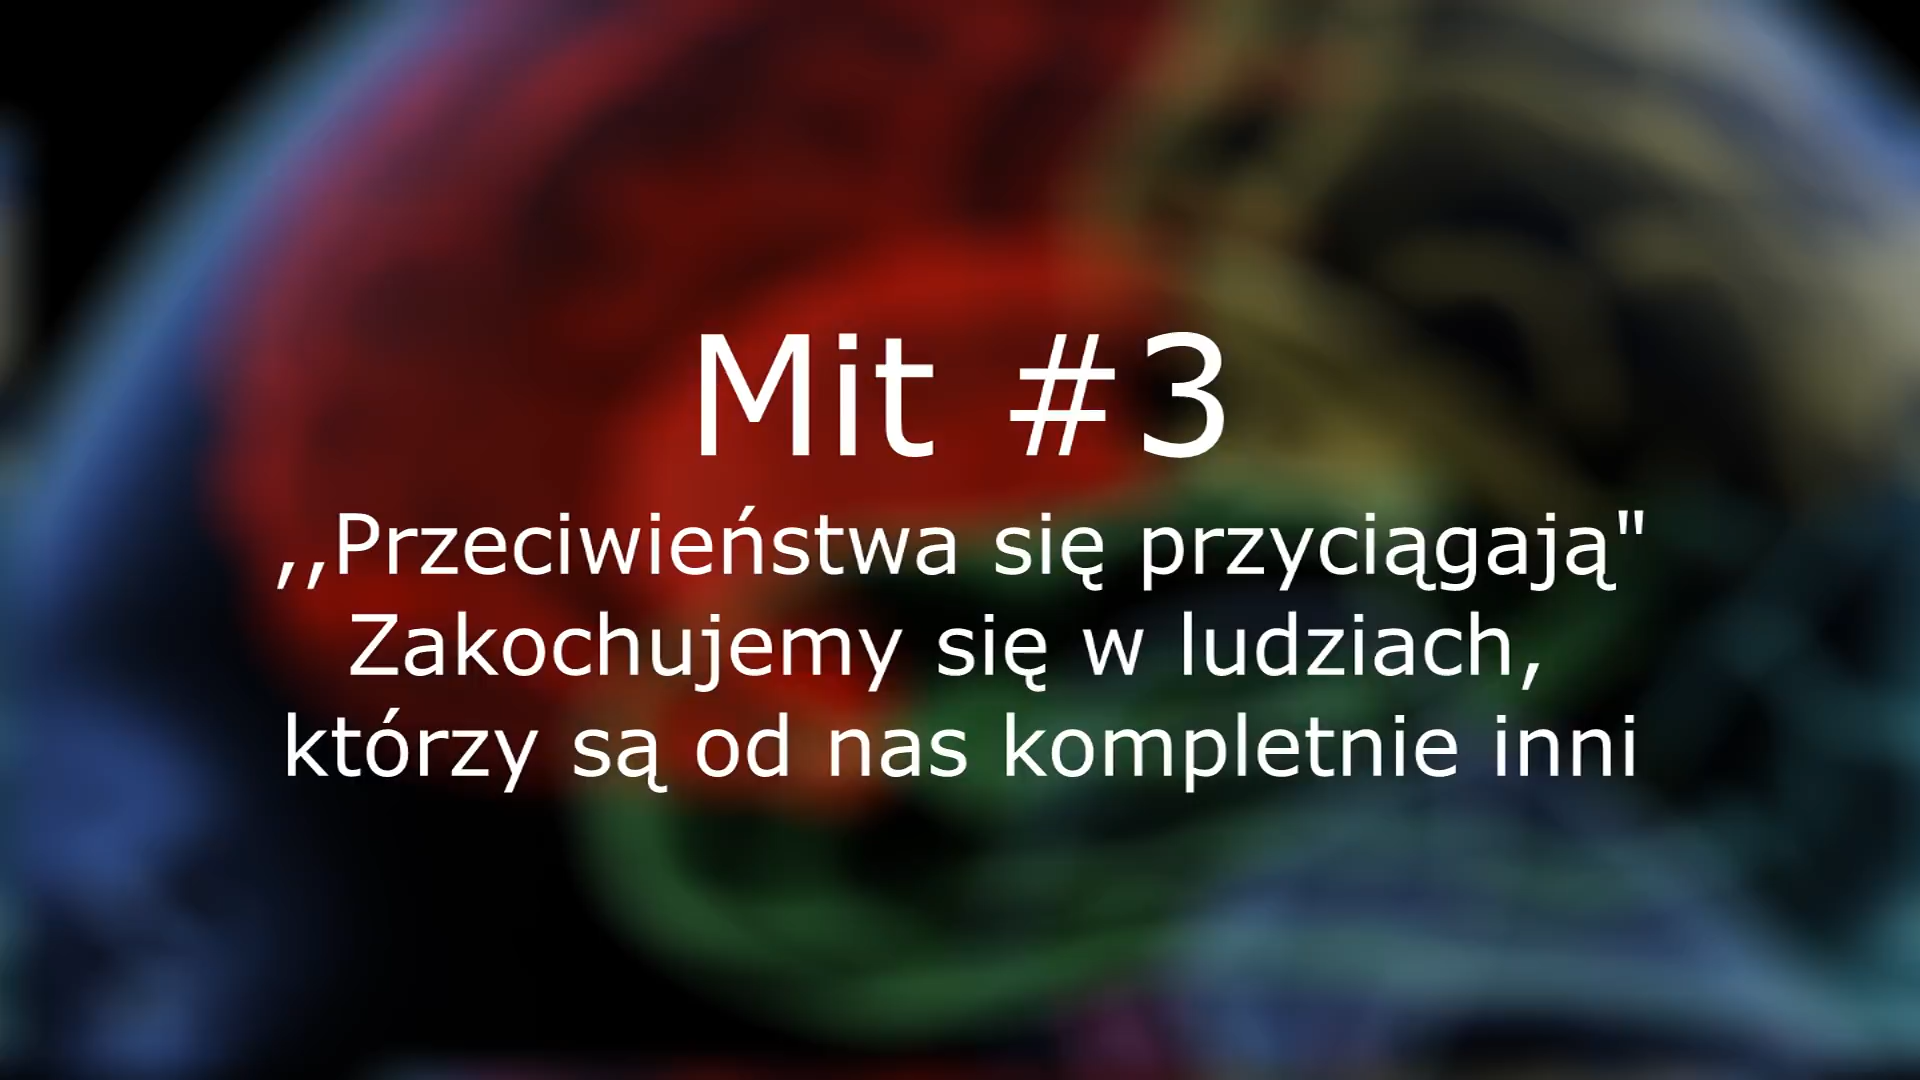 Mit #3
,,Przeciwieństwa się przyciągają"
Zakochujemy się w ludziach,
którzy są od nas kompletnie inni